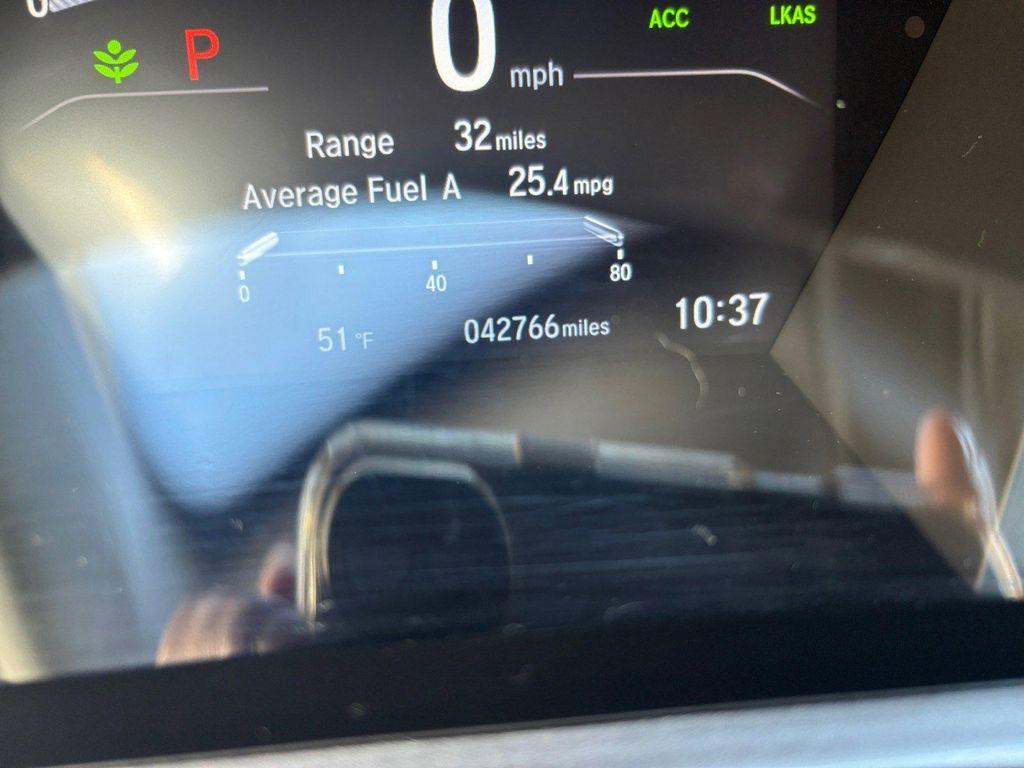 0
ACC LKAS
P 0 mph
Range 32 miles
Average Fuel A 25.4 mpg
0 40 80
51 °F 042766 miles 10:37